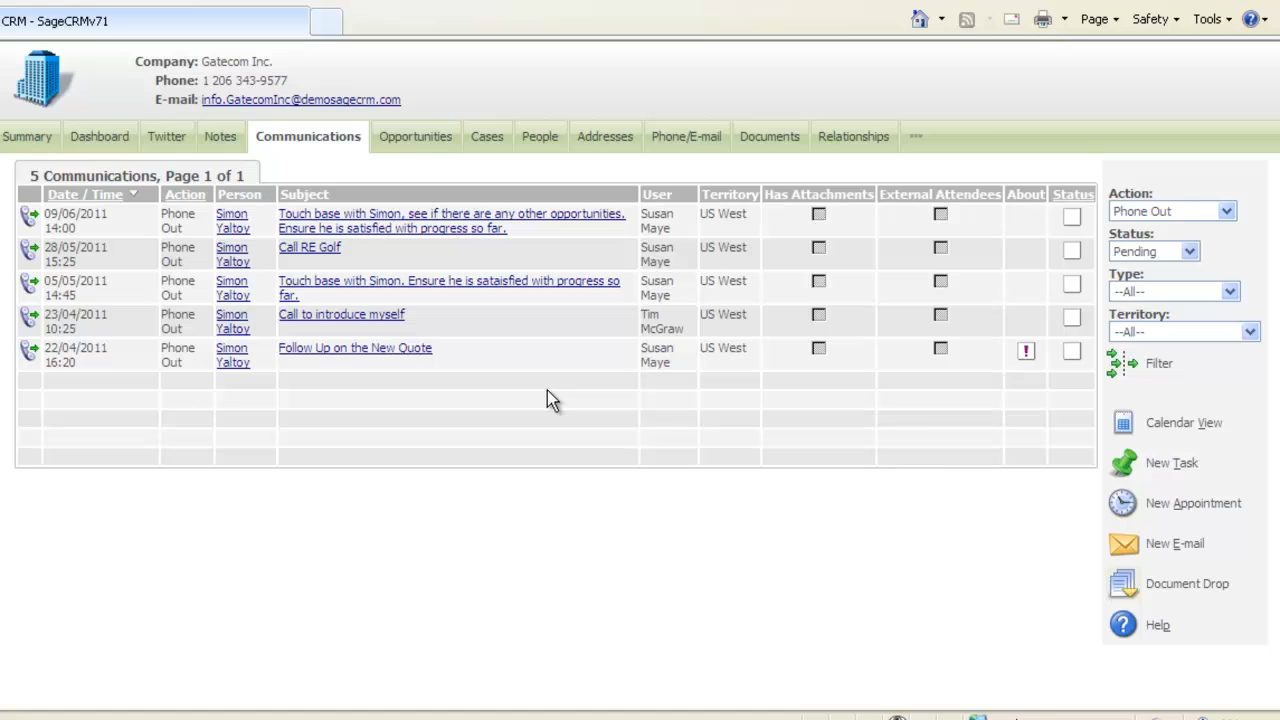 CRM - SageCRMv71
Page
Safety
Tools
Company: Gatecom Inc.
Phone: 1 206 343-9577
E-mail: info.GatecomInc@demosagecrm.com
Summary Dashboard Twitter Notes Communications Opportunities Cases People Addresses Phone/E-mail Documents Relationships
5 Communications, Page 1 of 1
Date / Time Action Person Subject User Territory Has Attachments External Attendees About Status
09/06/2011 Phone Simon Touch base with Simon, see if there are any other opportunities. Susan US West
14:00 Out Yaltoy Ensure he is satisfied with progress so far. Maye
28/05/2011 Phone Simon Call RE Golf Susan US West
15:25 Out Yaltoy Maye
05/05/2011 Phone Simon Touch base with Simon. Ensure he is sataisfied with progress so Susan US West
14:45 Out Yaltoy far. Maye
23/04/2011 Phone Simon Call to introduce myself Tim US West
10:25 Out Yaltoy McGraw
22/04/2011 Phone Simon Follow Up on the New Quote Susan US West !
16:20 Out Yaltoy Maye
Action:
Phone Out
Status:
Pending
Type:
--All--
Territory:
--All--
Filter
Calendar View
New Task
New Appointment
New E-mail
Document Drop
Help